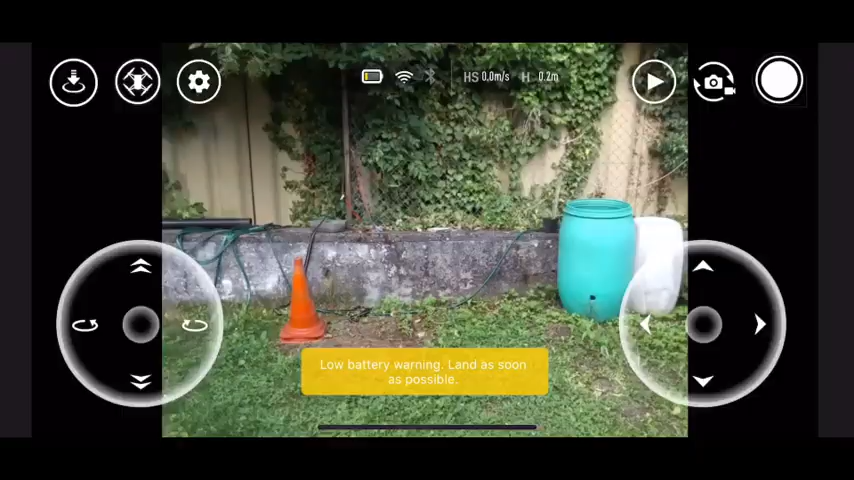 HS 0.0m/s H 0.2m
Low battery warning. Land as soon
as possible.